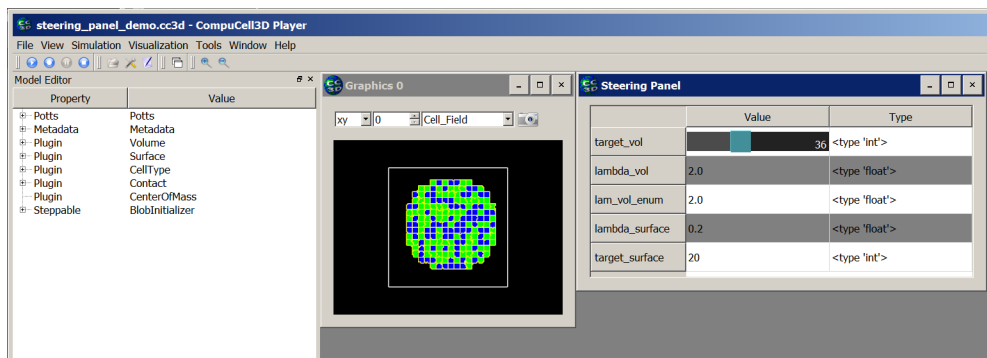 steering_panel_demo.cc3d - CompuCell3D Player
File View Simulation Visualization Tools Window Help
Model Editor
Property Value
Potts Potts
Metadata Metadata
Plugin Volume
Plugin Surface
Plugin CellType
Plugin Contact
Plugin CenterOfMass
Steppable BlobInitializer
Graphics 0
xy 0 Cell_Field
Steering Panel
Value Type
target_vol 36 <type 'int'>
lambda_vol 2.0 <type 'float'>
lam_vol_enum 2.0 <type 'float'>
lambda_surface 0.2 <type 'float'>
target_surface 20 <type 'int'>